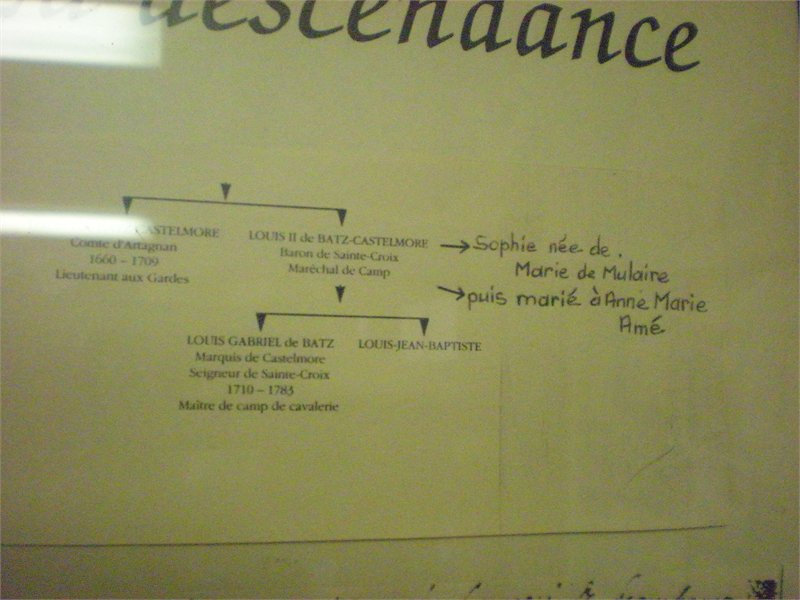 descendance
CASTELMORE
Comte d'Artagnan
1660 – 1709
Lieutenant aux Gardes
LOUIS II de BATZ-CASTELMORE
Baron de Sainte-Croix
Maréchal de Camp
→ Sophie née de.
Marie de Mulaire
→ puis marié à Anne Marie
Amé
LOUIS GABRIEL de BATZ
Marquis de Castelmore
Seigneur de Sainte-Croix
1710 – 1783
Maître de camp de cavalerie
LOUIS-JEAN-BAPTISTE